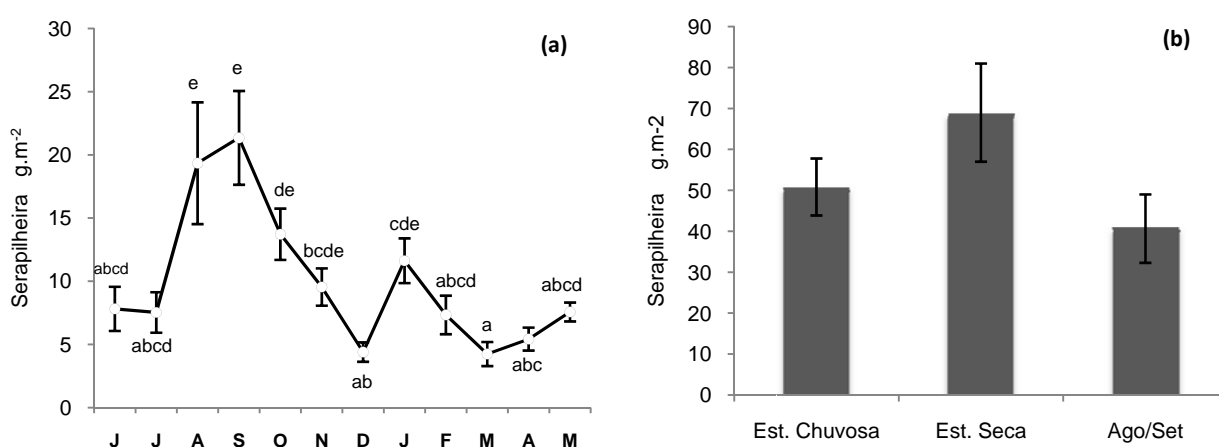 (a)
Serapilheira g.m⁻²
30
25
20
15
10
5
0
abcd
abcd
e
e
de
bcde
ab
cde
abcd
a
abc
abcd
J J A S O N D J F M A M
(b)
Serapilheira g.m-2
90
80
70
60
50
40
30
20
10
0
Est. Chuvosa Est. Seca Ago/Set